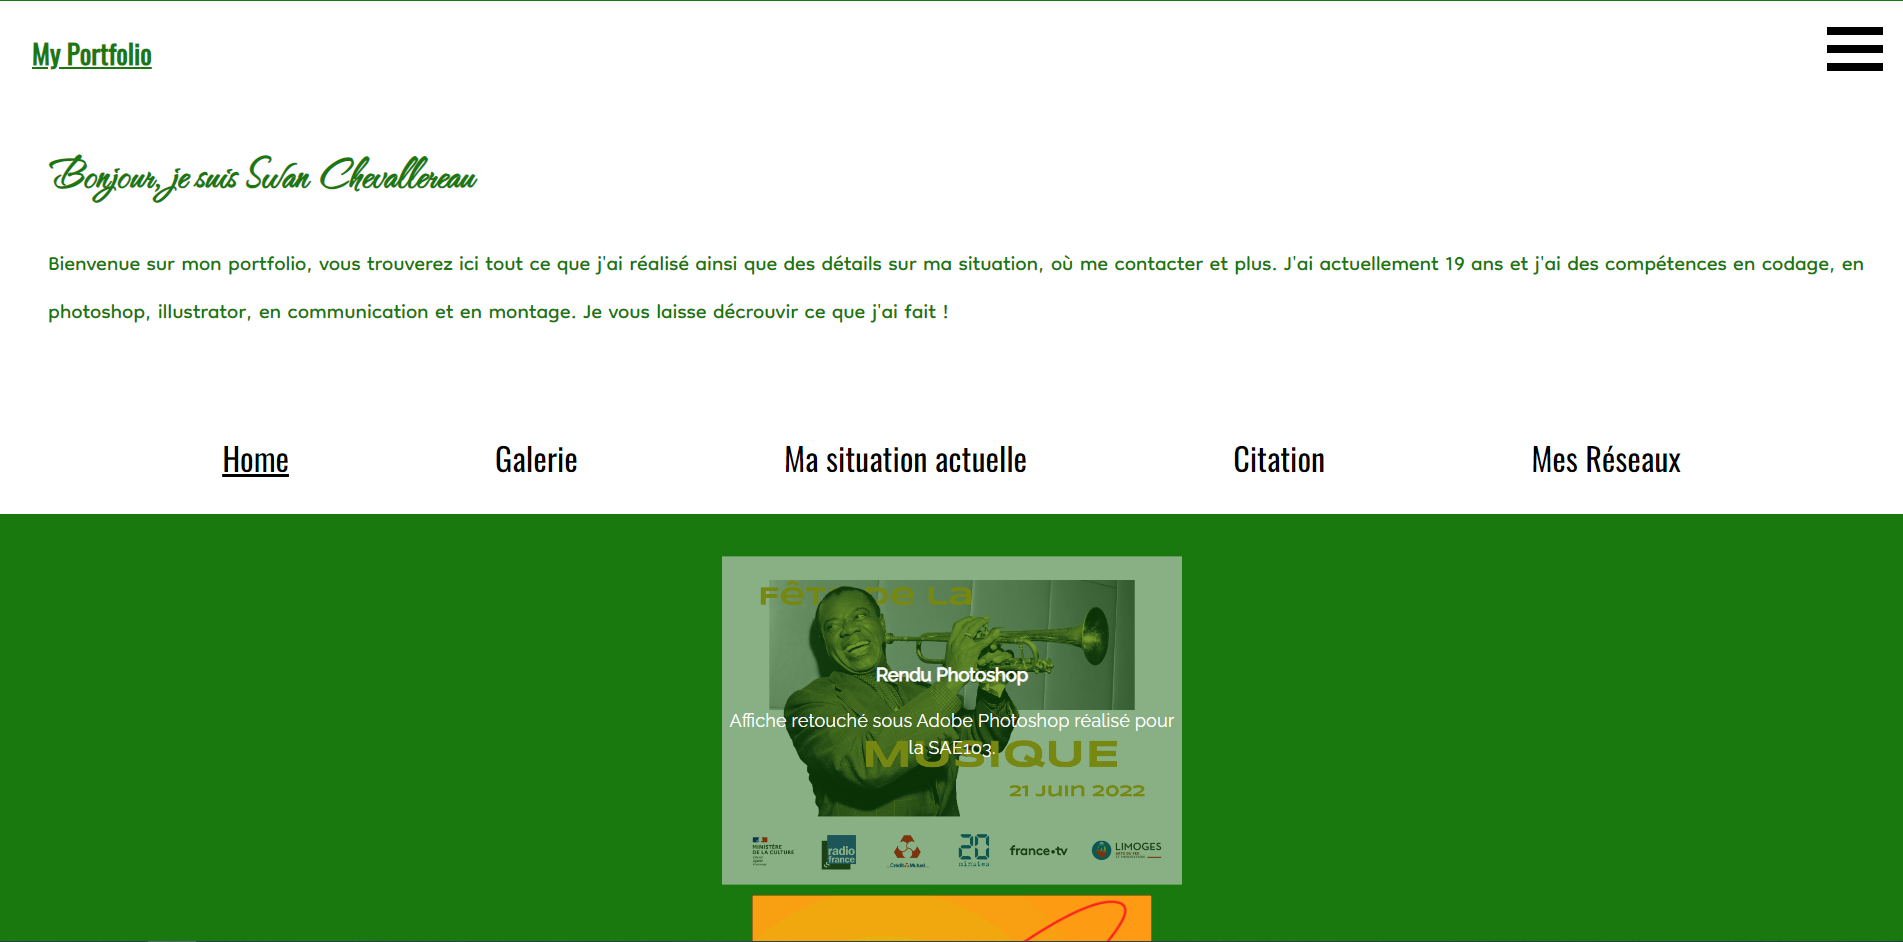 My Portfolio
Bonjour, je suis Swan Chevallereau
Bienvenue sur mon portfolio, vous trouverez ici tout ce que j'ai réalisé ainsi que des détails sur ma situation, où me contacter et plus. J'ai actuellement 19 ans et j'ai des compétences en codage, en
photoshop, illustrator, en communication et en montage. Je vous laisse décrouvir ce que j'ai fait !
Home
Galerie
Ma situation actuelle
Citation
Mes Réseaux
Fête de la
Rendu Photoshop
Affiche retouché sous Adobe Photoshop réalisé pour
la SAE103.
MUSIQUE
21 Juin 2022
MINISTÈRE
DE LA CULTURE
radio
france
Crédit Mutuel
20
minutes
france•tv
LIMOGES